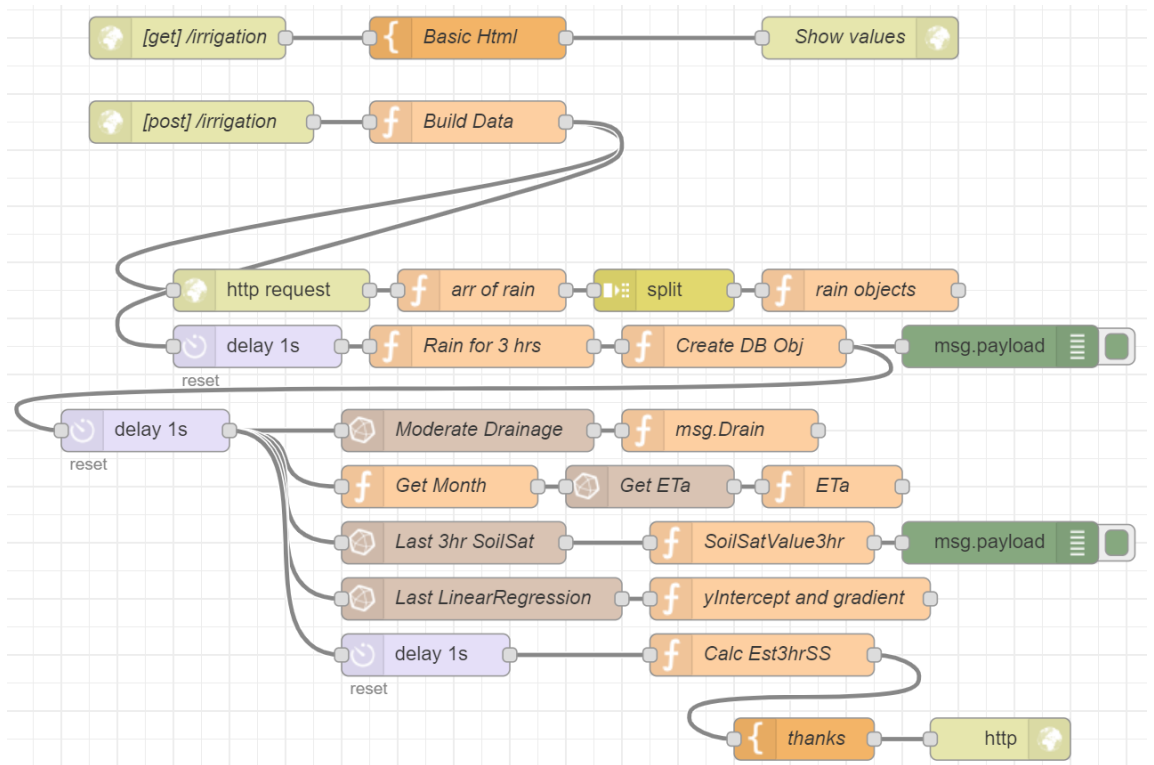 [get] /irrigation
Basic Html
Show values
[post] /irrigation
Build Data
http request
arr of rain
split
rain objects
delay 1s
Rain for 3 hrs
Create DB Obj
msg.payload
reset
delay 1s
Moderate Drainage
msg.Drain
reset
Get Month
Get ETa
ETa
Last 3hr SoilSat
SoilSatValue3hr
msg.payload
Last LinearRegression
yIntercept and gradient
delay 1s
Calc Est3hrSS
reset
thanks
http